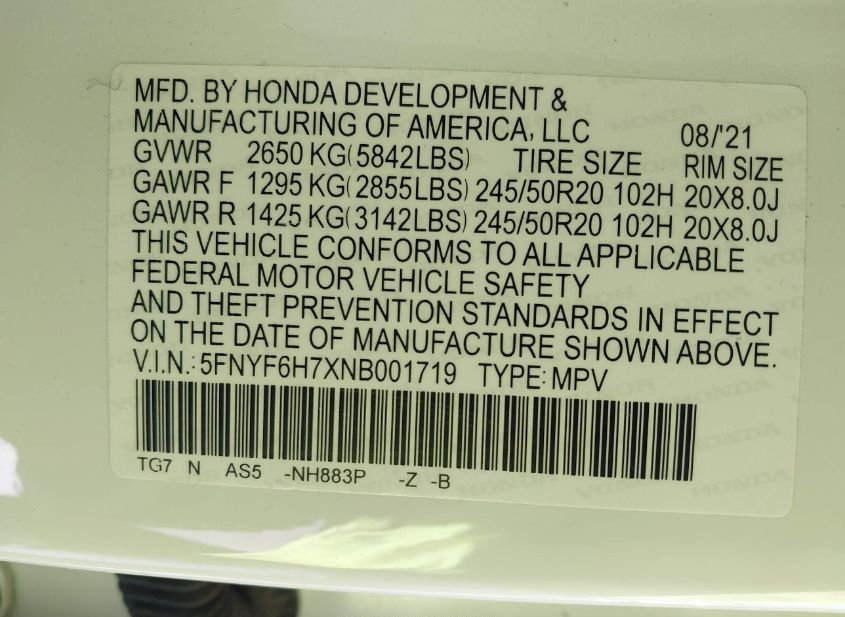 MFD. BY HONDA DEVELOPMENT &
MANUFACTURING OF AMERICA, LLC 08/'21
GVWR 2650 KG(5842LBS) TIRE SIZE RIM SIZE
GAWR F 1295 KG(2855LBS) 245/50R20 102H 20X8.0J
GAWR R 1425 KG(3142LBS) 245/50R20 102H 20X8.0J
THIS VEHICLE CONFORMS TO ALL APPLICABLE
FEDERAL MOTOR VEHICLE SAFETY
AND THEFT PREVENTION STANDARDS IN EFFECT
ON THE DATE OF MANUFACTURE SHOWN ABOVE.
V.I.N.: 5FNYF6H7XNB001719 TYPE: MPV
TG7 N AS5 -NH883P -Z -B